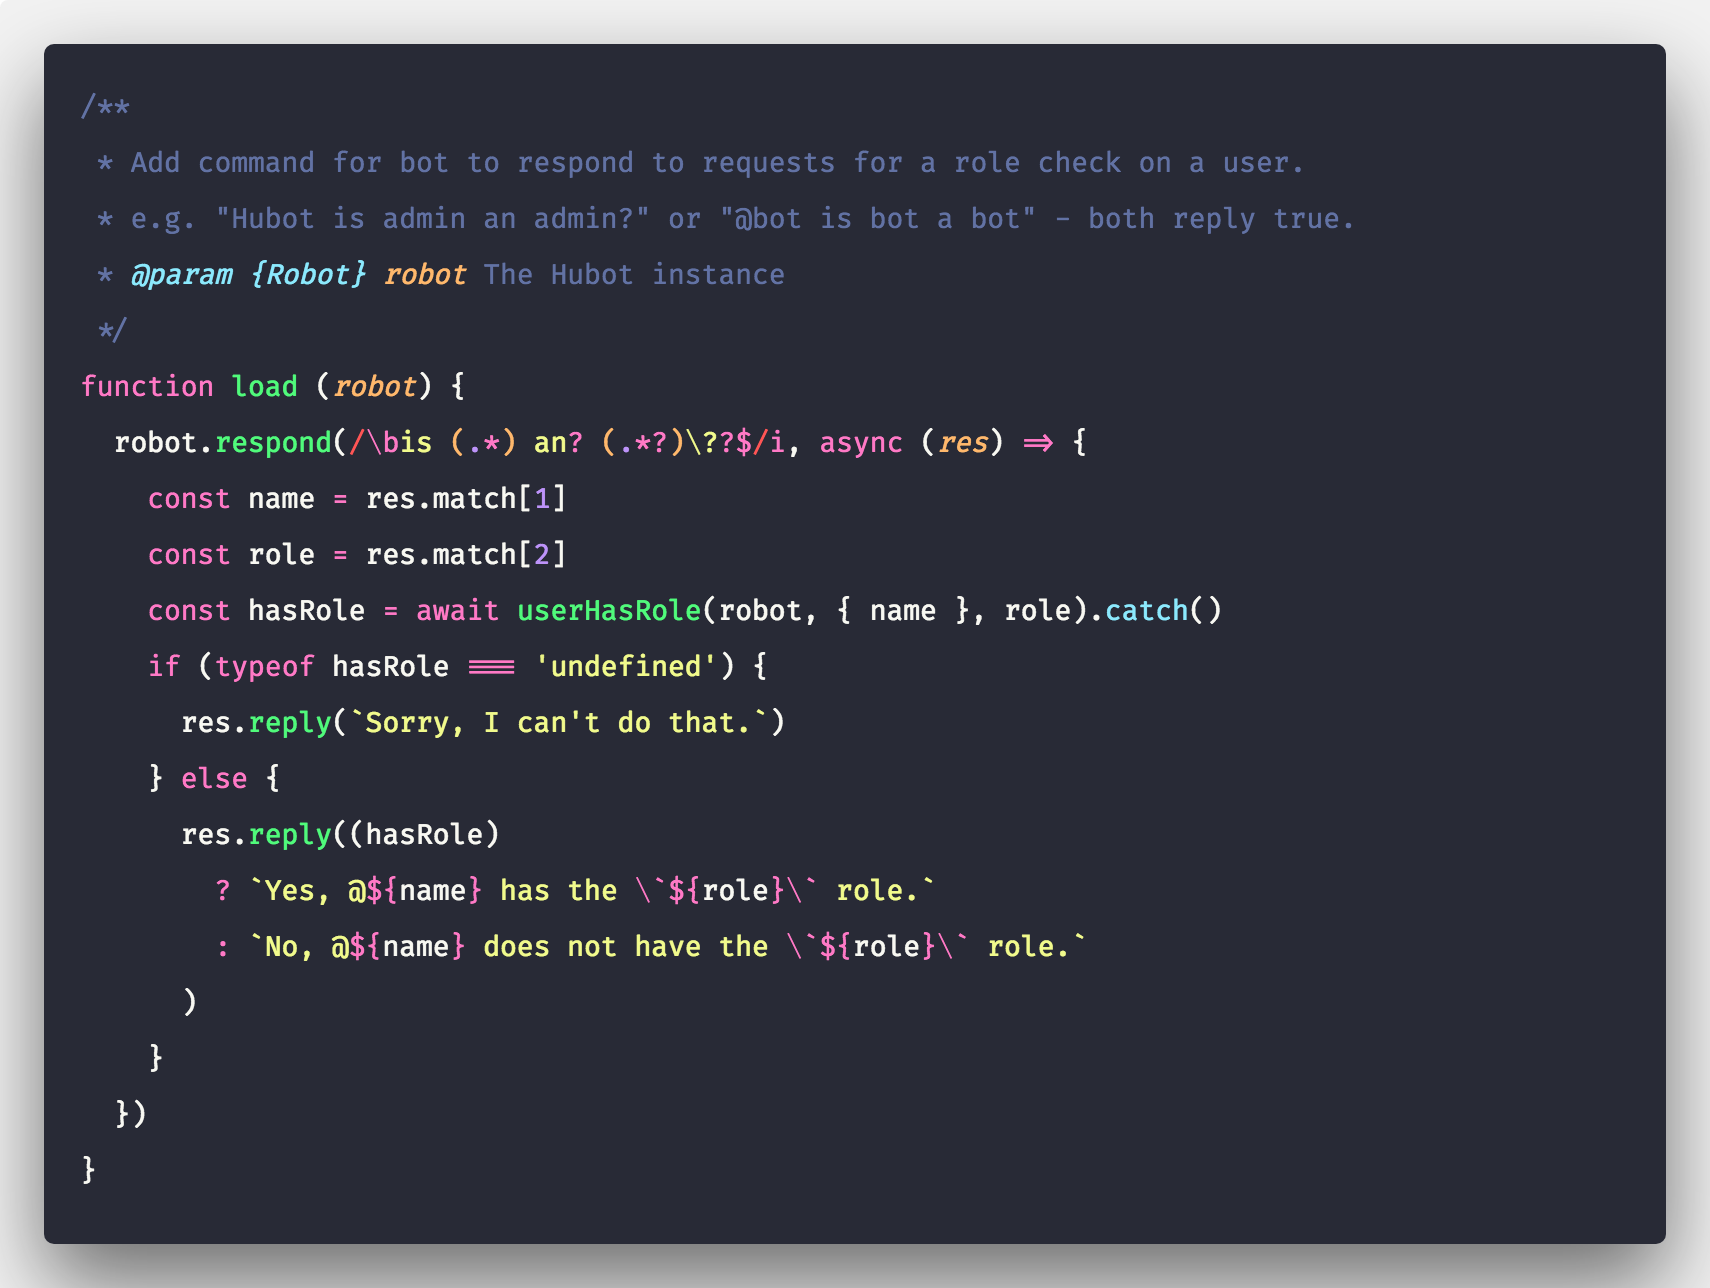 /**
 * Add command for bot to respond to requests for a role check on a user.
 * e.g. "Hubot is admin an admin?" or "@bot is bot a bot" - both reply true.
 * @param {Robot} robot The Hubot instance
 */
function load (robot) {
  robot.respond(/\bis (.*) an? (.*?)\??$/i, async (res) => {
    const name = res.match[1]
    const role = res.match[2]
    const hasRole = await userHasRole(robot, { name }, role).catch()
    if (typeof hasRole === 'undefined') {
      res.reply(`Sorry, I can't do that.`)
    } else {
      res.reply((hasRole)
        ? `Yes, @${name} has the \`${role}\` role.`
        : `No, @${name} does not have the \`${role}\` role.`
      )
    }
  })
}